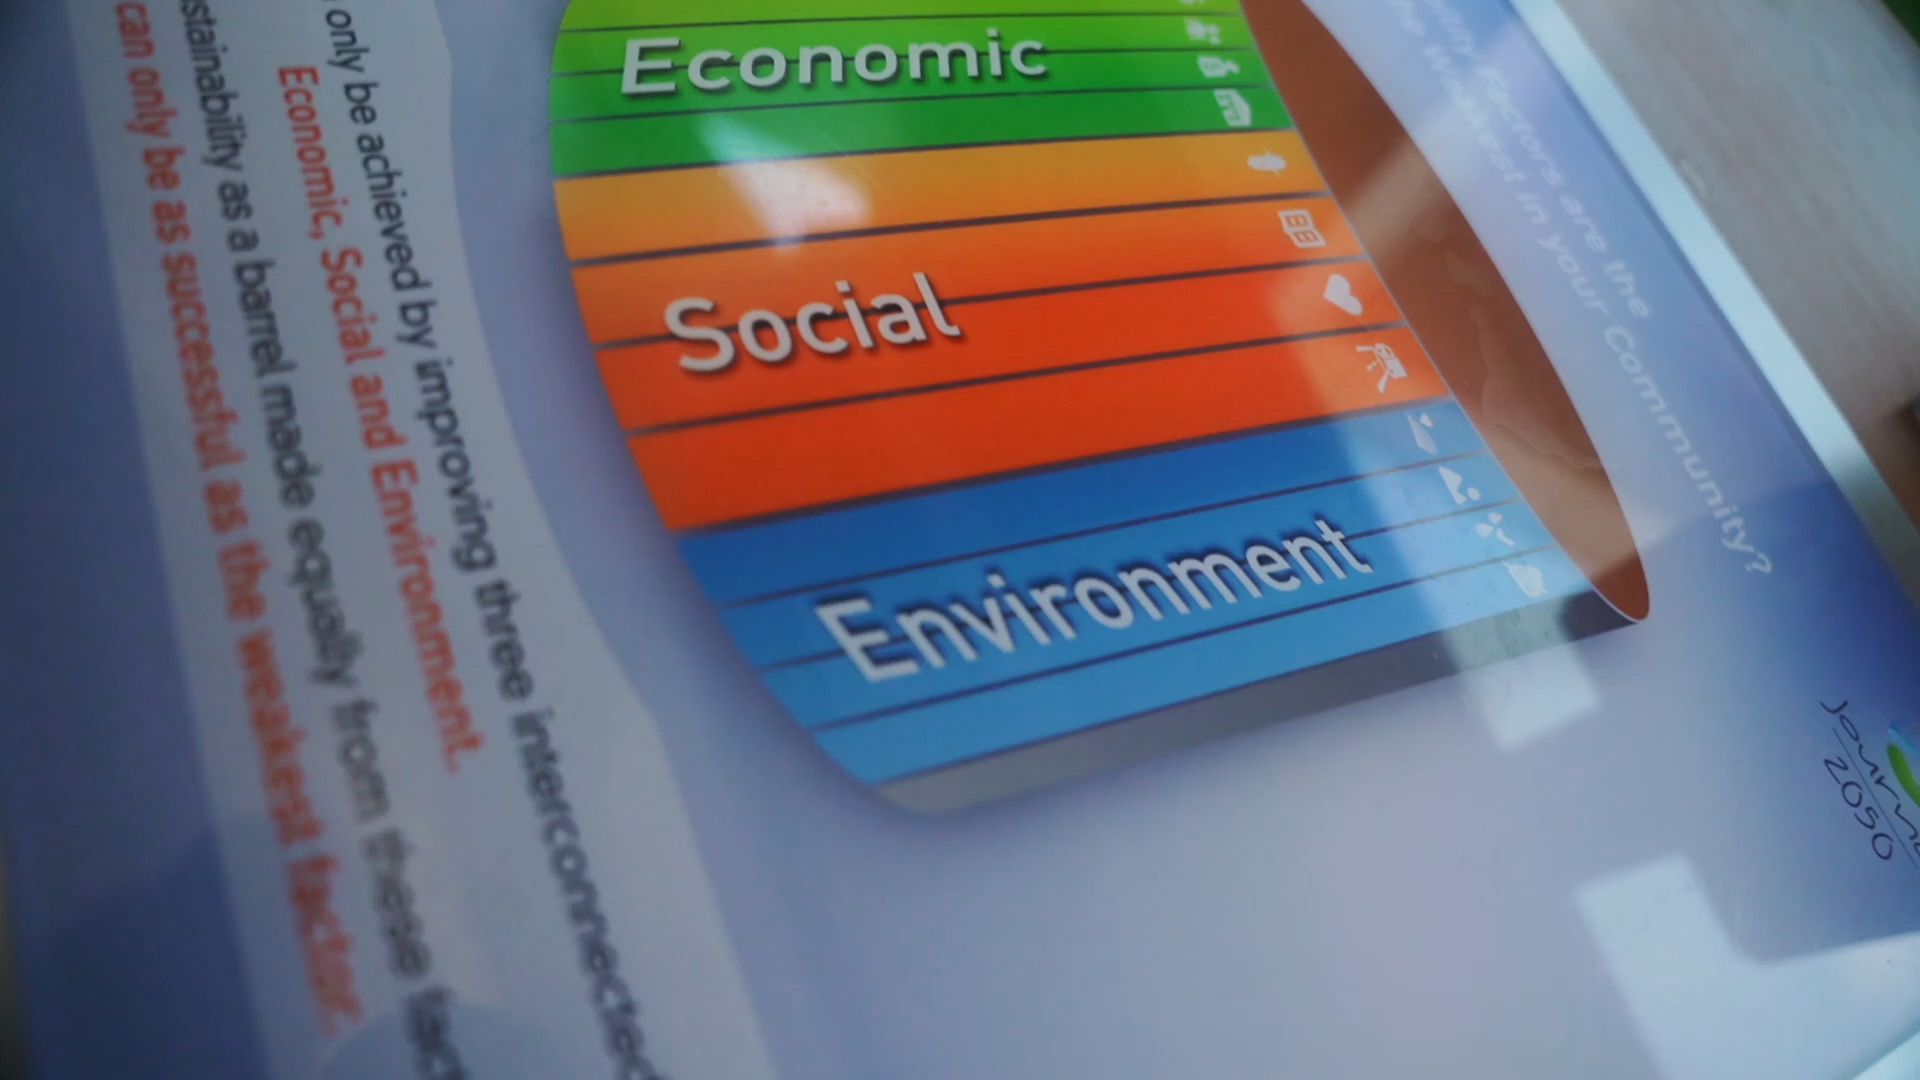 only be achieved by improving three interconnected
Economic, Social and Environment.
stainability as a barrel made equally from these
can only be as successful as the weakest factor.
Economic
Social
Environment
Factors are the
the Weakest in your Community?
2050